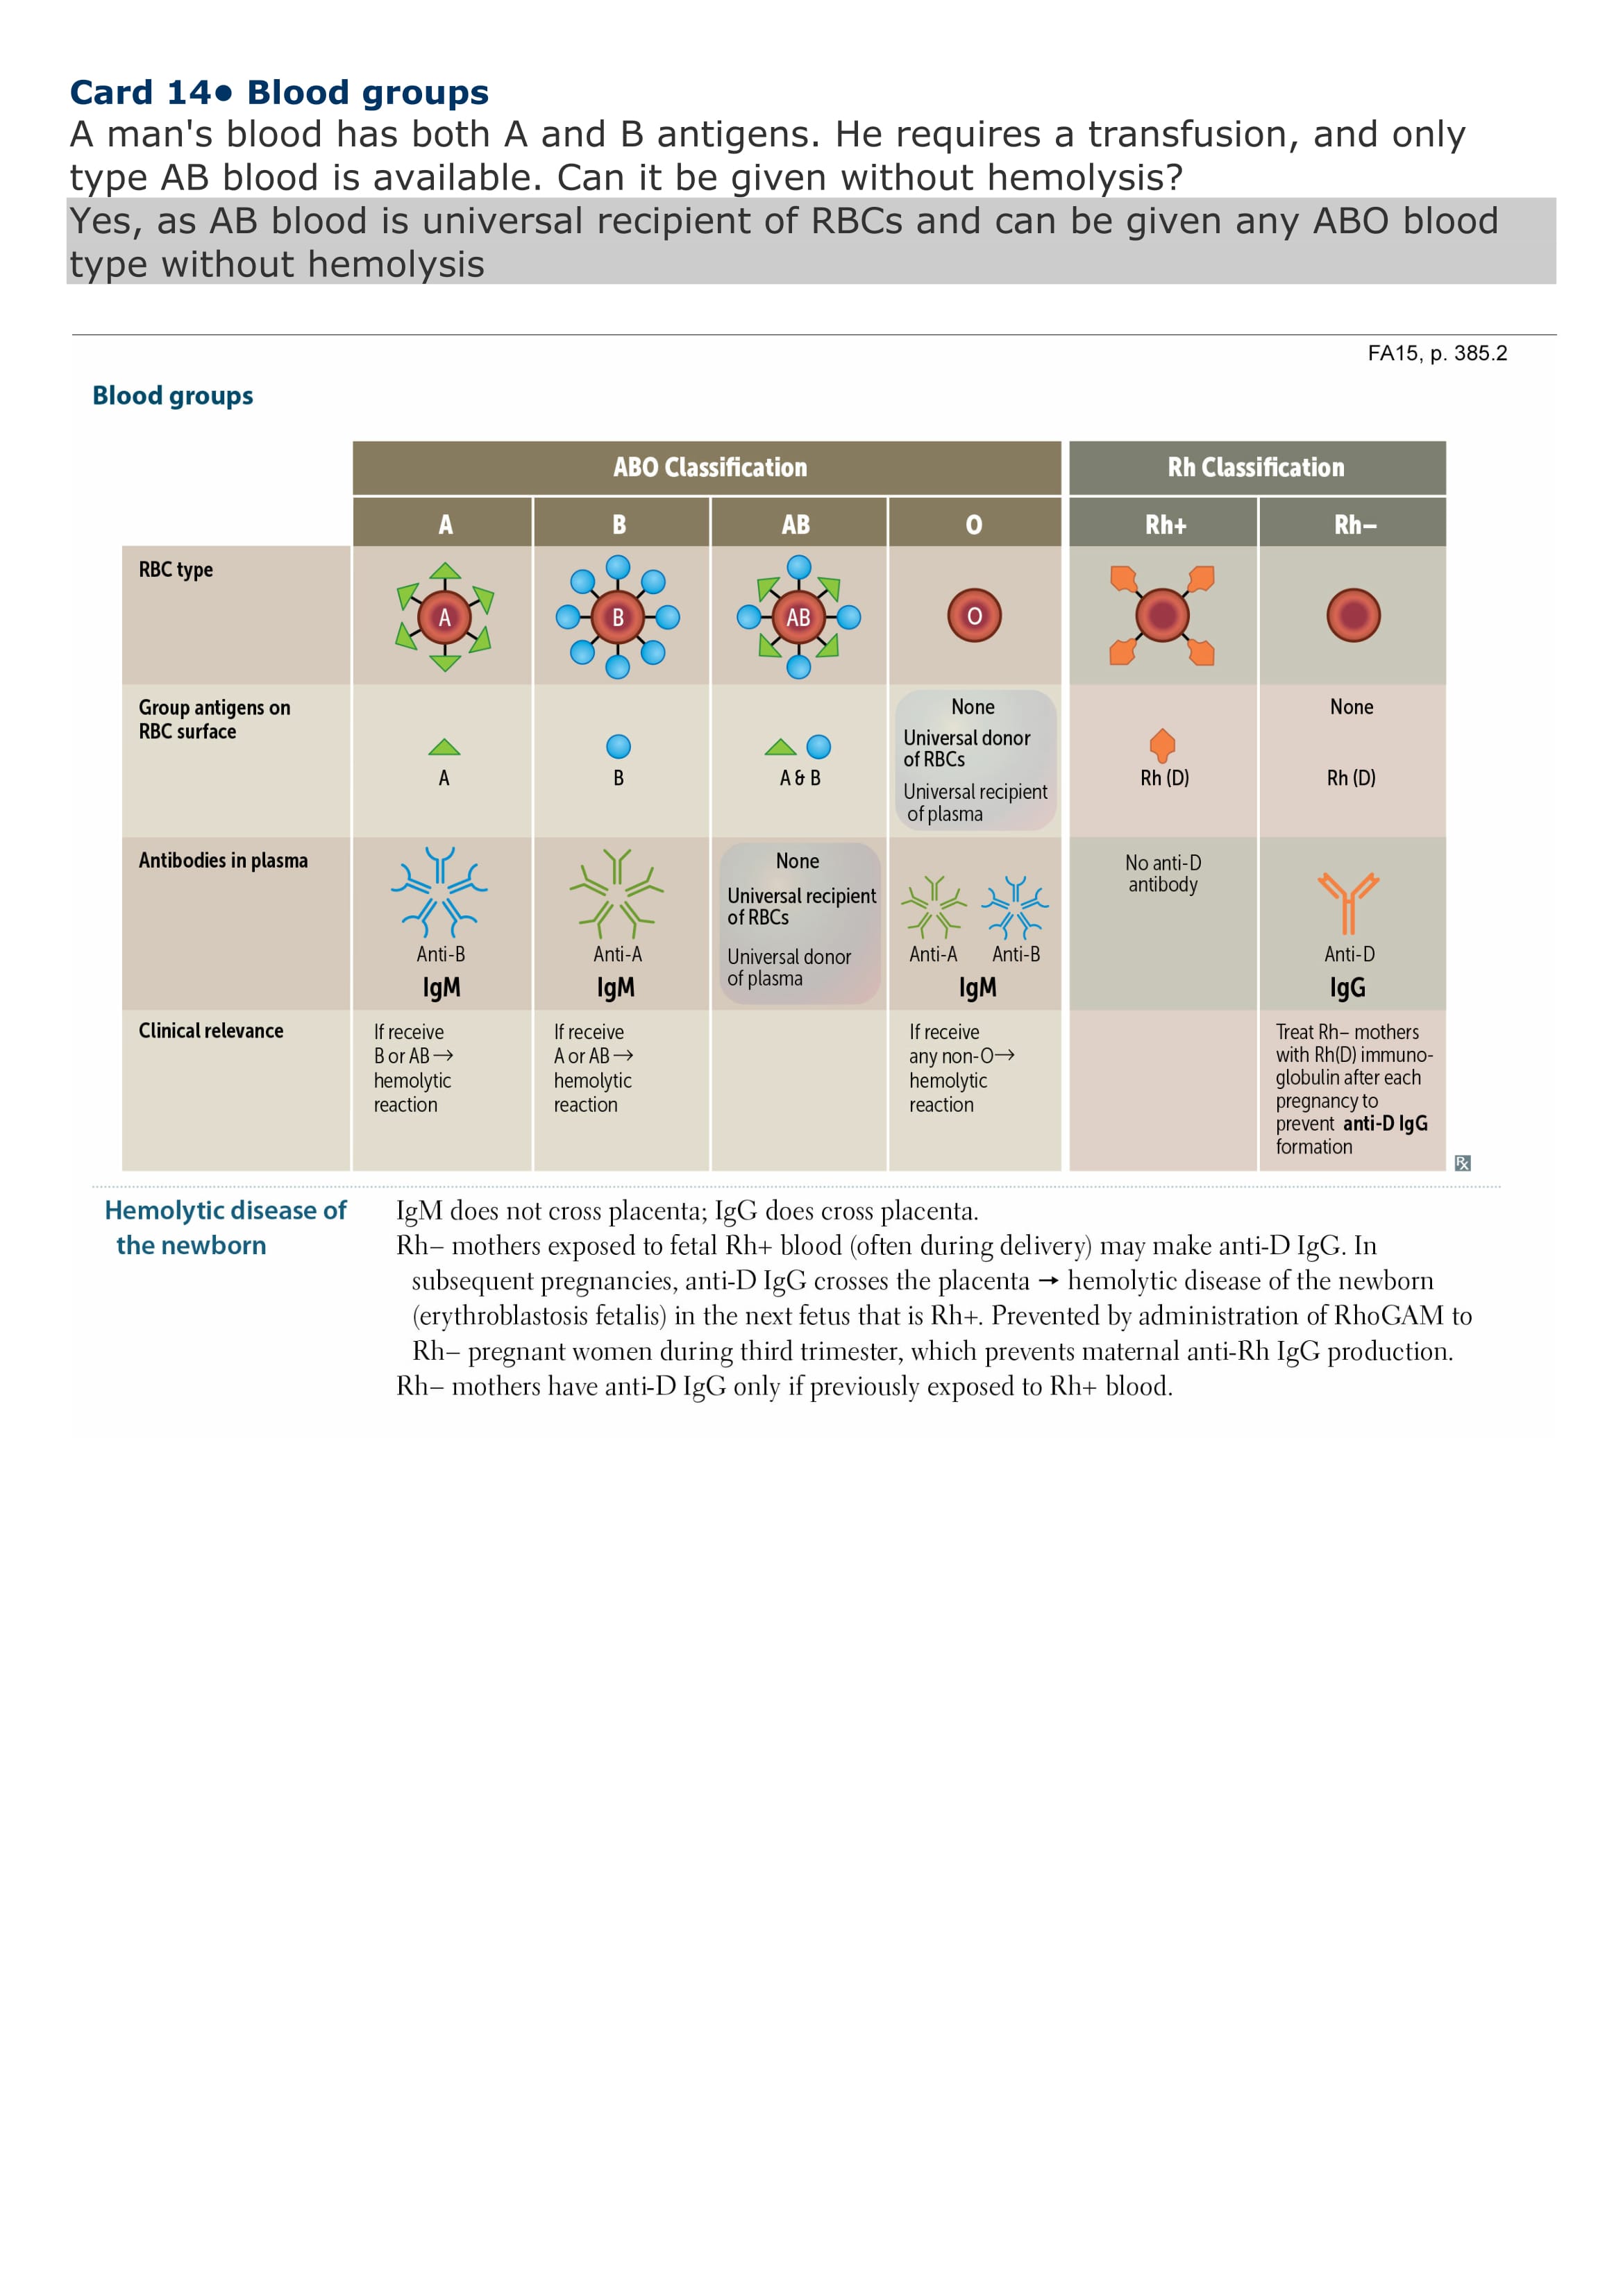 Card 14● Blood groups
A man's blood has both A and B antigens. He requires a transfusion, and only
type AB blood is available. Can it be given without hemolysis?
Yes, as AB blood is universal recipient of RBCs and can be given any ABO blood
type without hemolysis
FA15, p. 385.2
Blood groups
ABO Classification
Rh Classification
A
B
AB
O
Rh+
Rh–
RBC type
A
B
AB
O
Group antigens on
RBC surface
A
B
A & B
None
Universal donor
of RBCs
Universal recipient
of plasma
Rh (D)
None
Rh (D)
Antibodies in plasma
Anti-B
IgM
Anti-A
IgM
None
Universal recipient
of RBCs
Universal donor
of plasma
Anti-A Anti-B
IgM
No anti-D
antibody
Anti-D
IgG
Clinical relevance
If receive
B or AB→
hemolytic
reaction
If receive
A or AB→
hemolytic
reaction
If receive
any non-O→
hemolytic
reaction
Treat Rh– mothers
with Rh(D) immuno-
globulin after each
pregnancy to
prevent anti-D IgG
formation
Rx
Hemolytic disease of
the newborn
IgM does not cross placenta; IgG does cross placenta.
Rh– mothers exposed to fetal Rh+ blood (often during delivery) may make anti-D IgG. In
subsequent pregnancies, anti-D IgG crosses the placenta → hemolytic disease of the newborn
(erythroblastosis fetalis) in the next fetus that is Rh+. Prevented by administration of RhoGAM to
Rh– pregnant women during third trimester, which prevents maternal anti-Rh IgG production.
Rh– mothers have anti-D IgG only if previously exposed to Rh+ blood.